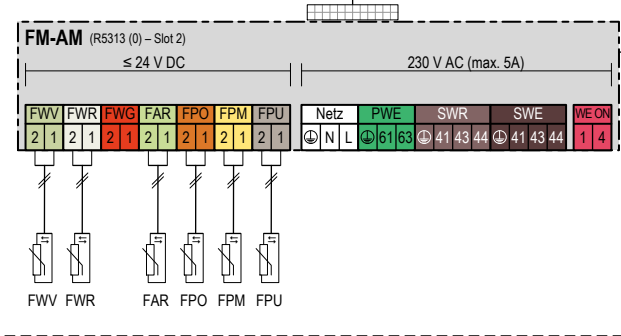 FM-AM (R5313 (0) – Slot 2)
≤ 24 V DC 230 V AC (max. 5A)
FWV FWR FWG FAR FPO FPM FPU Netz PWE SWR SWE WE ON
2 1 2 1 2 1 2 1 2 1 2 1 2 1 N L 61 63 41 43 44 41 43 44 1 4
FWV FWR FAR FPO FPM FPU